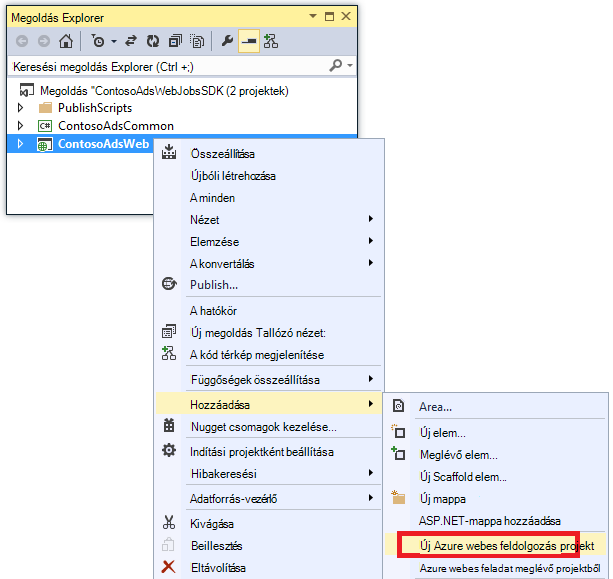 Megoldás Explorer
Keresési megoldás Explorer (Ctrl +;)
Megoldás "ContosoAdsWebJobsSDK (2 projektek)
PublishScripts
C# ContosoAdsCommon
ContosoAdsWeb
Összeállítása
Újbóli létrehozása
A minden
Nézet
Elemzése
A konvertálás
Publish...
A hatókör
Új megoldás Tallózó nézet:
A kód térkép megjelenítése
Függőségek összeállítása
Hozzáadása
Nuget csomagok kezelése...
Indítási projektként beállítása
Hibakeresési
Adatforrás-vezérlő
Kivágása
Beillesztés
Eltávolítása
Area...
Új elem...
Meglévő elem...
Új Scaffold elem...
Új mappa
ASP.NET-mappa hozzáadása
Új Azure webes feldolgozás projekt
Azure webes feladat meglévő projektből